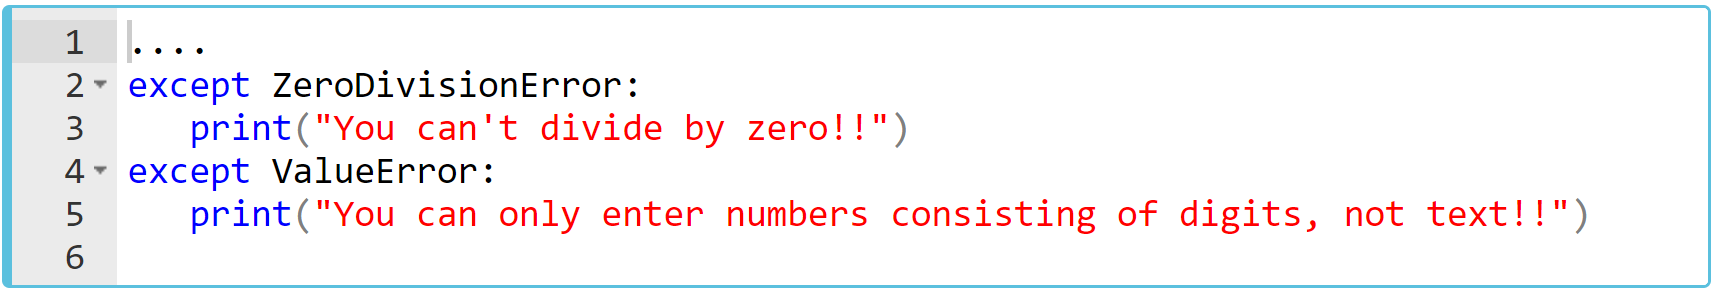 1 ....
2 except ZeroDivisionError:
3    print("You can't divide by zero!!")
4 except ValueError:
5    print("You can only enter numbers consisting of digits, not text!!")
6